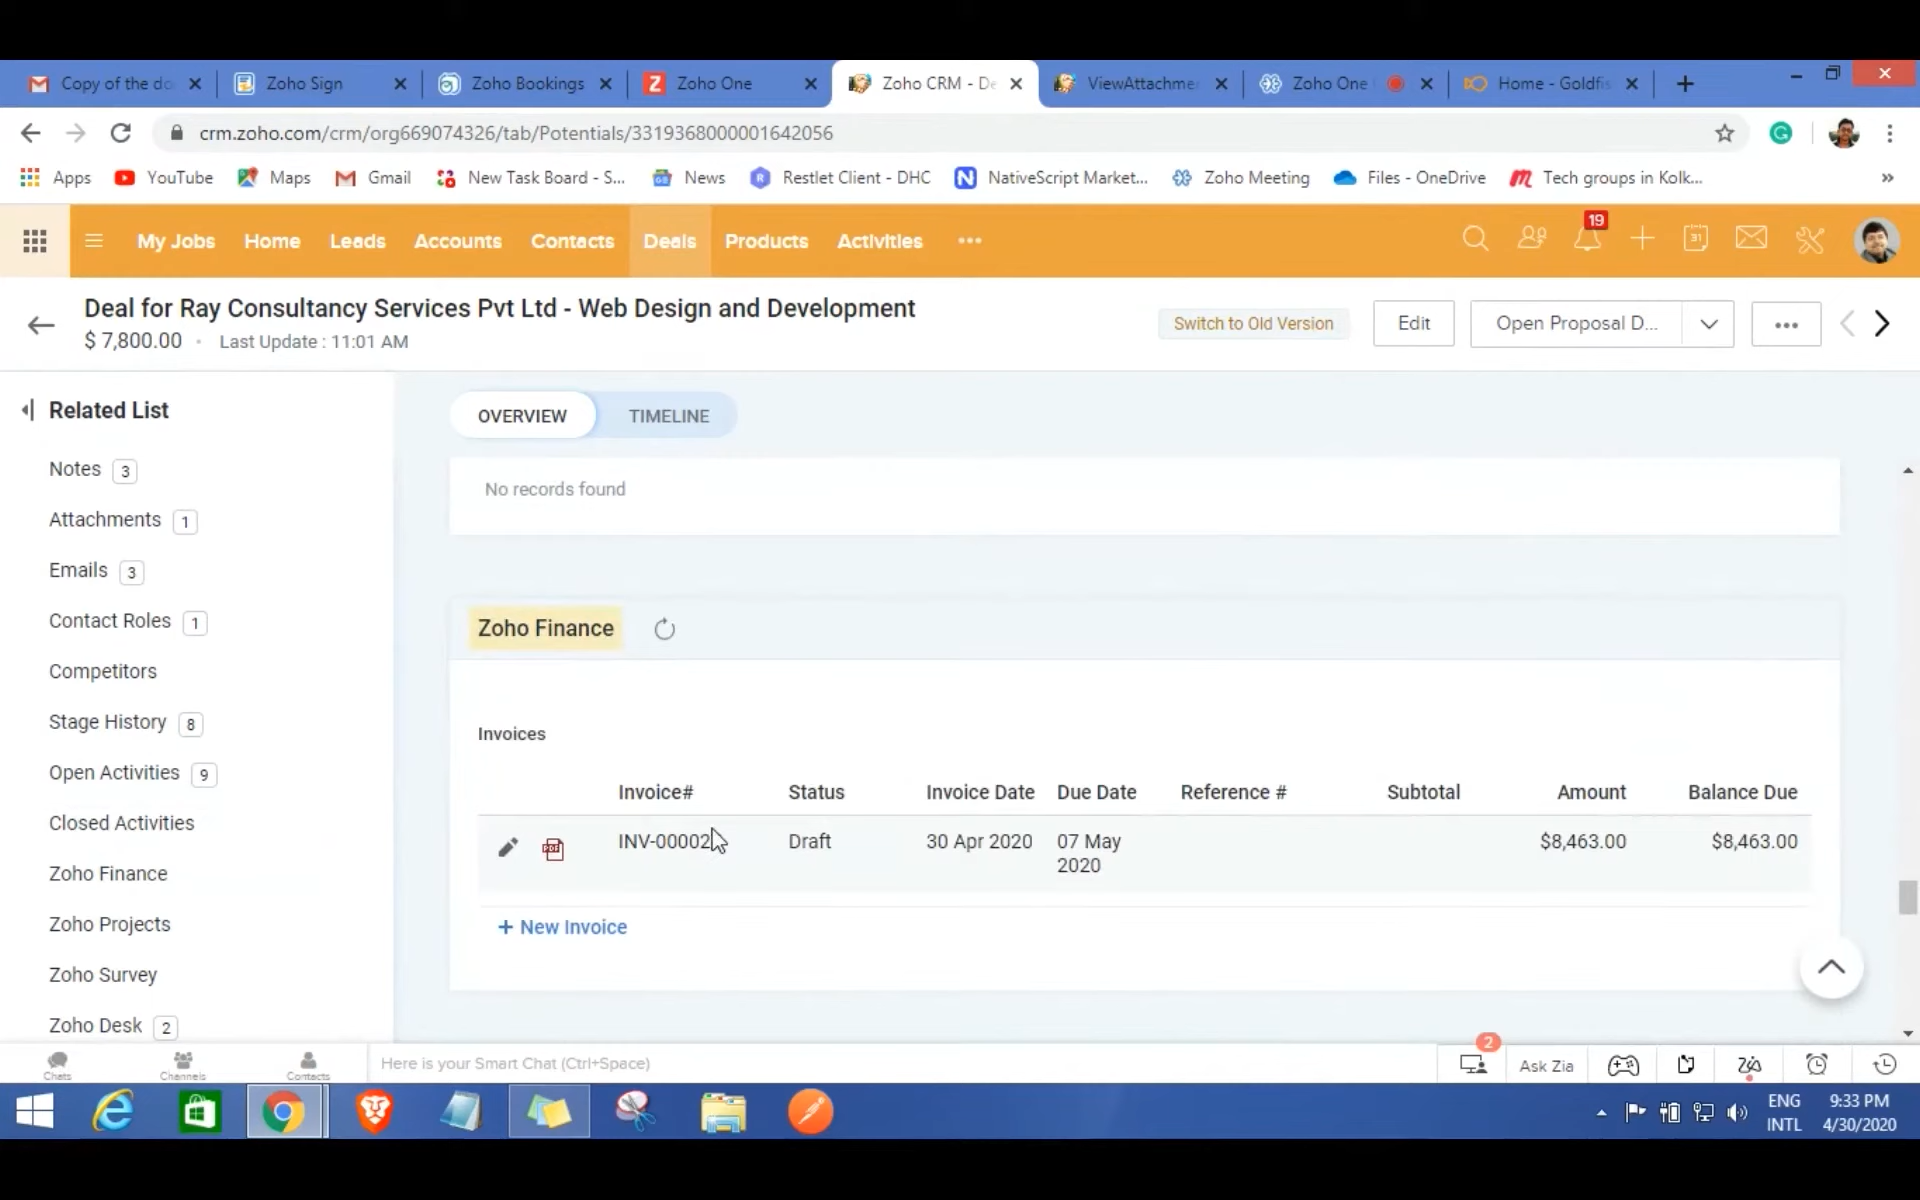 Copy of the do
Zoho Sign
Zoho Bookings
Zoho One
Zoho CRM - De
ViewAttachmen
Zoho One
Home - Goldfis
crm.zoho.com/crm/org669074326/tab/Potentials/3319368000001642056
Apps
YouTube
Maps
Gmail
New Task Board - S...
News
Restlet Client - DHC
NativeScript Market...
Zoho Meeting
Files - OneDrive
Tech groups in Kolk...
»
My Jobs
Home
Leads
Accounts
Contacts
Deals
Products
Activities
19
31
Deal for Ray Consultancy Services Pvt Ltd - Web Design and Development
$ 7,800.00 • Last Update : 11:01 AM
Switch to Old Version
Edit
Open Proposal D...
Related List
Notes 3
Attachments 1
Emails 3
Contact Roles 1
Competitors
Stage History 8
Open Activities 9
Closed Activities
Zoho Finance
Zoho Projects
Zoho Survey
Zoho Desk 2
OVERVIEW
TIMELINE
No records found
Zoho Finance
Invoices
Invoice# Status Invoice Date Due Date Reference # Subtotal Amount Balance Due
PDF INV-00002 Draft 30 Apr 2020 07 May 2020 $8,463.00 $8,463.00
+ New Invoice
Chats
Channels
Contacts
Here is your Smart Chat (Ctrl+Space)
2
Ask Zia
ENG
INTL
9:33 PM
4/30/2020